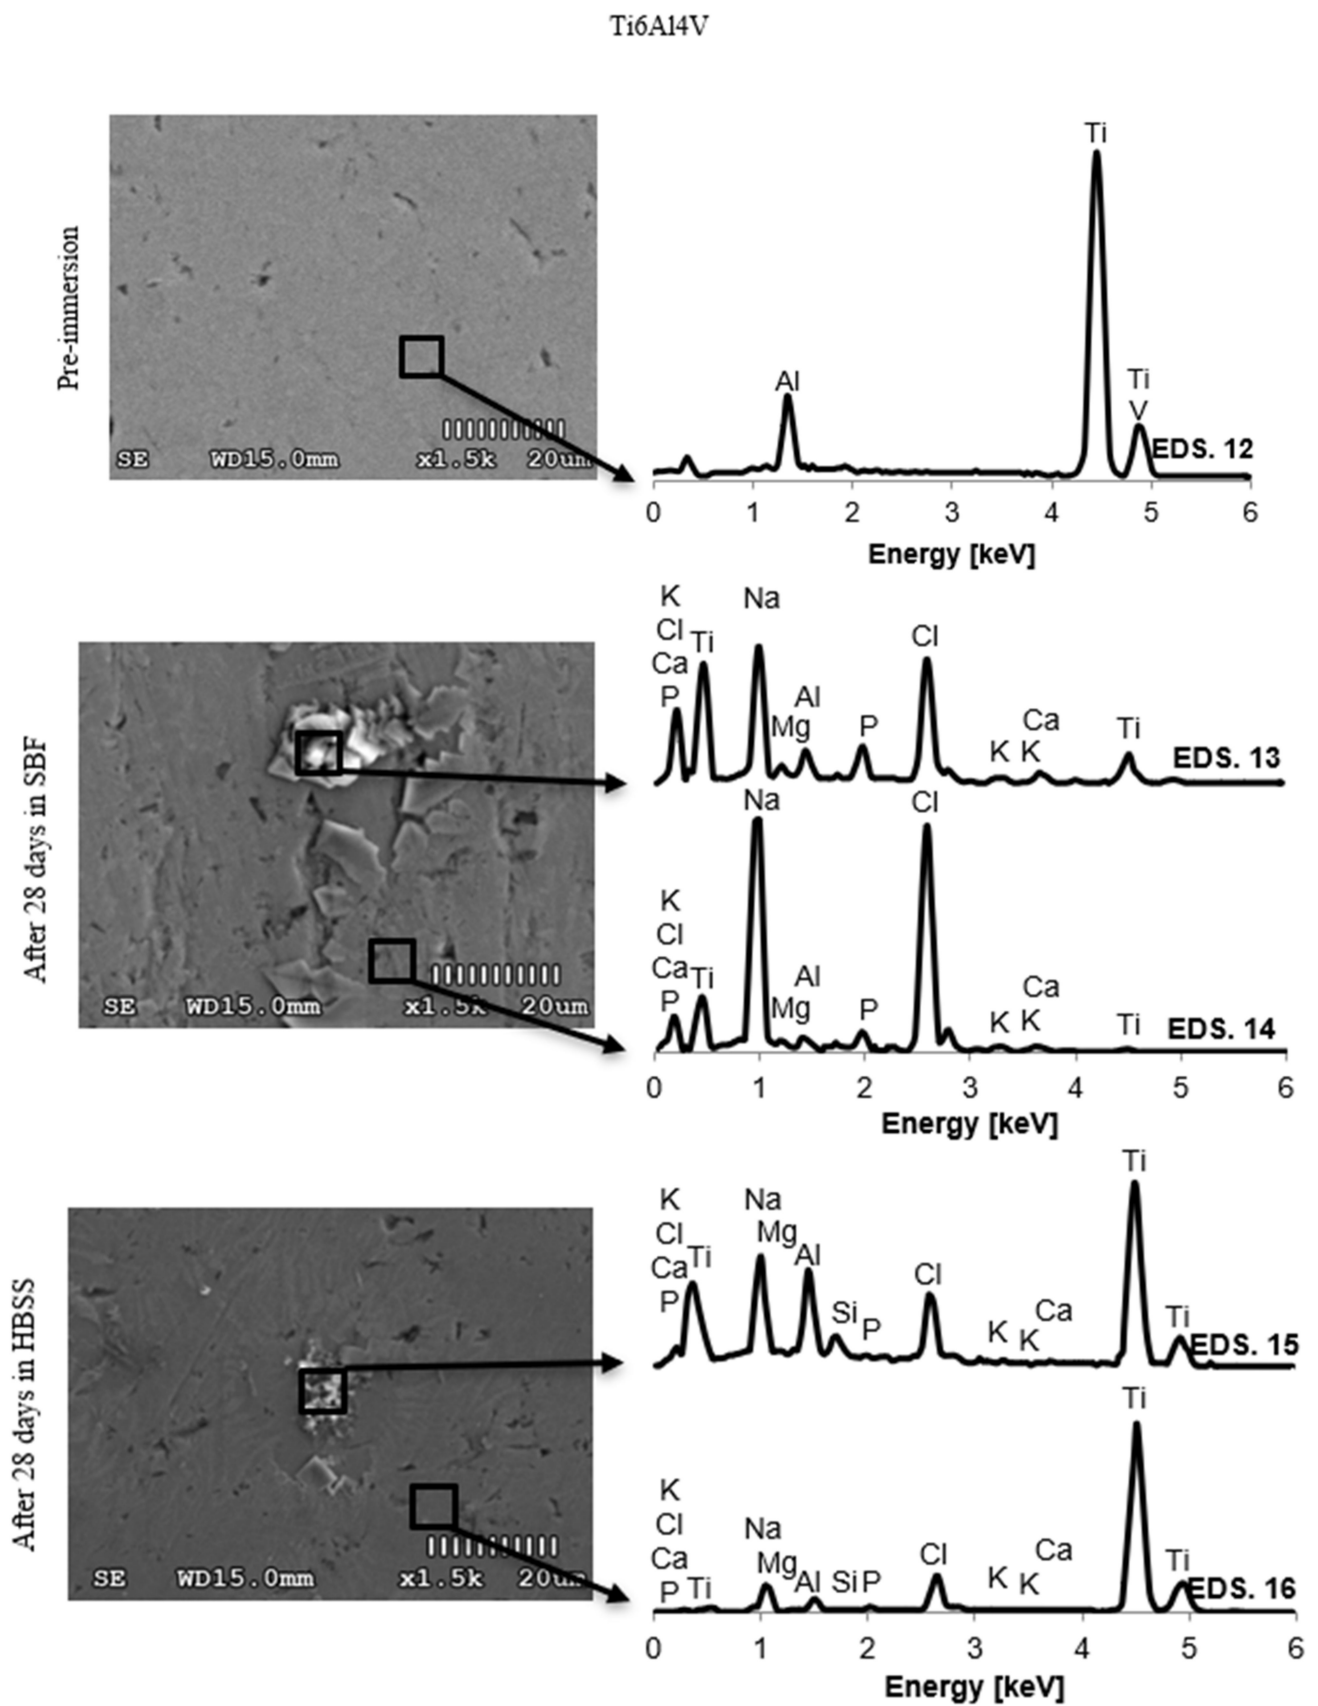 Ti6Al4V
Pre-immersion
SE WD15.0mm x1.5k 20um
Ti
Al
Ti
V
EDS. 12
0 1 2 3 4 5 6
Energy [keV]
After 28 days in SBF
SE WD15.0mm x1.5k 20um
K
Cl
Ca
P
Ti
Na
Mg
Al
P
Cl
K
Ca
K
Ti
EDS. 13
K
Cl
Ca
P
Ti
Na
Mg
Al
P
Cl
K
Ca
K
Ti
EDS. 14
0 1 2 3 4 5 6
Energy [keV]
After 28 days in HBSS
SE WD15.0mm x1.5k 20um
K
Cl
Ca
P
Ti
Na
Mg
Al
Si
P
Cl
K
Ca
K
Ti
Ti
EDS. 15
K
Cl
Ca
P
Ti
Na
Mg
Al
Si
P
Cl
K
Ca
K
Ti
Ti
EDS. 16
0 1 2 3 4 5 6
Energy [keV]